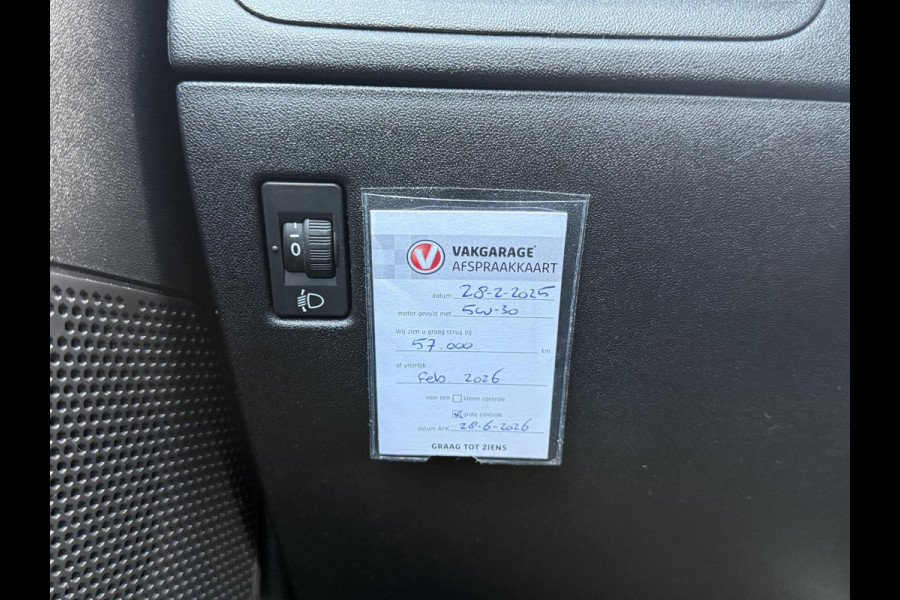 VAKGARAGE
AFSPRAAKKAART
datum 28-2-2025
motor gevuld met 5W-30
Wij zien u graag terug bij
57.000 km
of uiterlijk
Feb. 2026
voor een kleine controle
grote controle
datum APK 28-6-2026
GRAAG TOT ZIENS
0